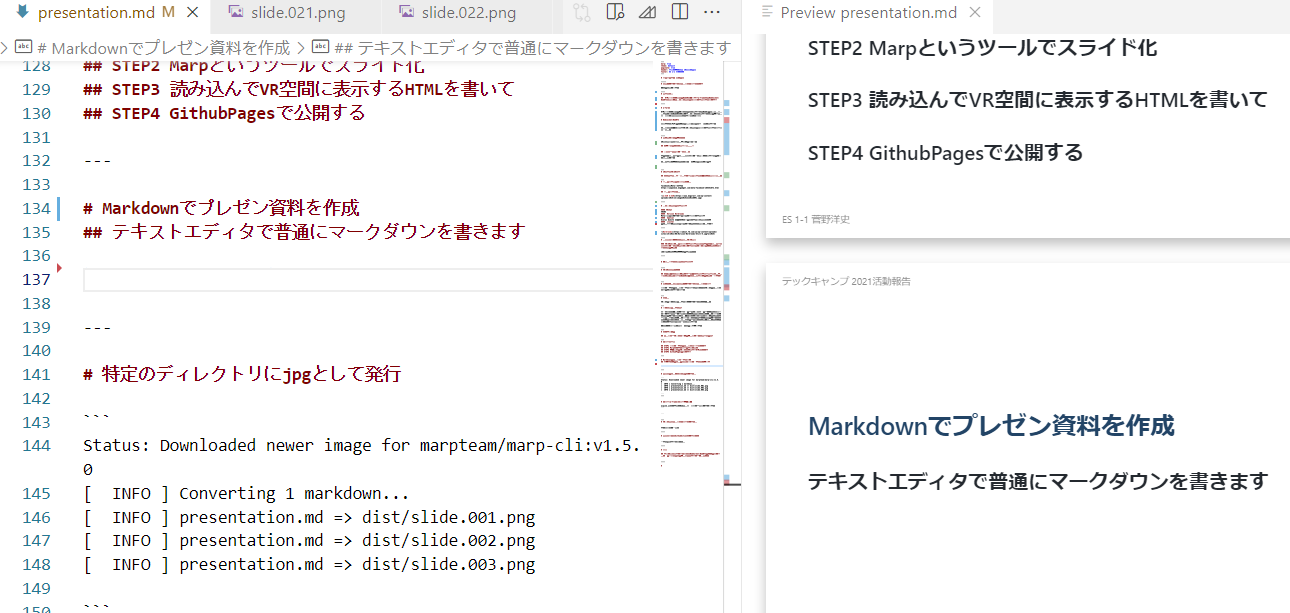 presentation.md M
slide.021.png
slide.022.png
Preview presentation.md
# Markdownでプレゼン資料を作成
## テキストエディタで普通にマークダウンを書きます
128 ## STEP2 Marpというツールでスライド化
129 ## STEP3 読み込んでVR空間に表示するHTMLを書いて
130 ## STEP4 GithubPagesで公開する
131
132 ---
133
134 # Markdownでプレゼン資料を作成
135 ## テキストエディタで普通にマークダウンを書きます
136
137
138
139 ---
140
141 # 特定のディレクトリにjpgとして発行
142
143 ```
144 Status: Downloaded newer image for marpteam/marp-cli:v1.5.
0
145 [  INFO ] Converting 1 markdown...
146 [  INFO ] presentation.md => dist/slide.001.png
147 [  INFO ] presentation.md => dist/slide.002.png
148 [  INFO ] presentation.md => dist/slide.003.png
149
150 ```
STEP2 Marpというツールでスライド化
STEP3 読み込んでVR空間に表示するHTMLを書いて
STEP4 GithubPagesで公開する
ES 1-1 菅野洋史
テックキャンプ 2021活動報告
Markdownでプレゼン資料を作成
テキストエディタで普通にマークダウンを書きます